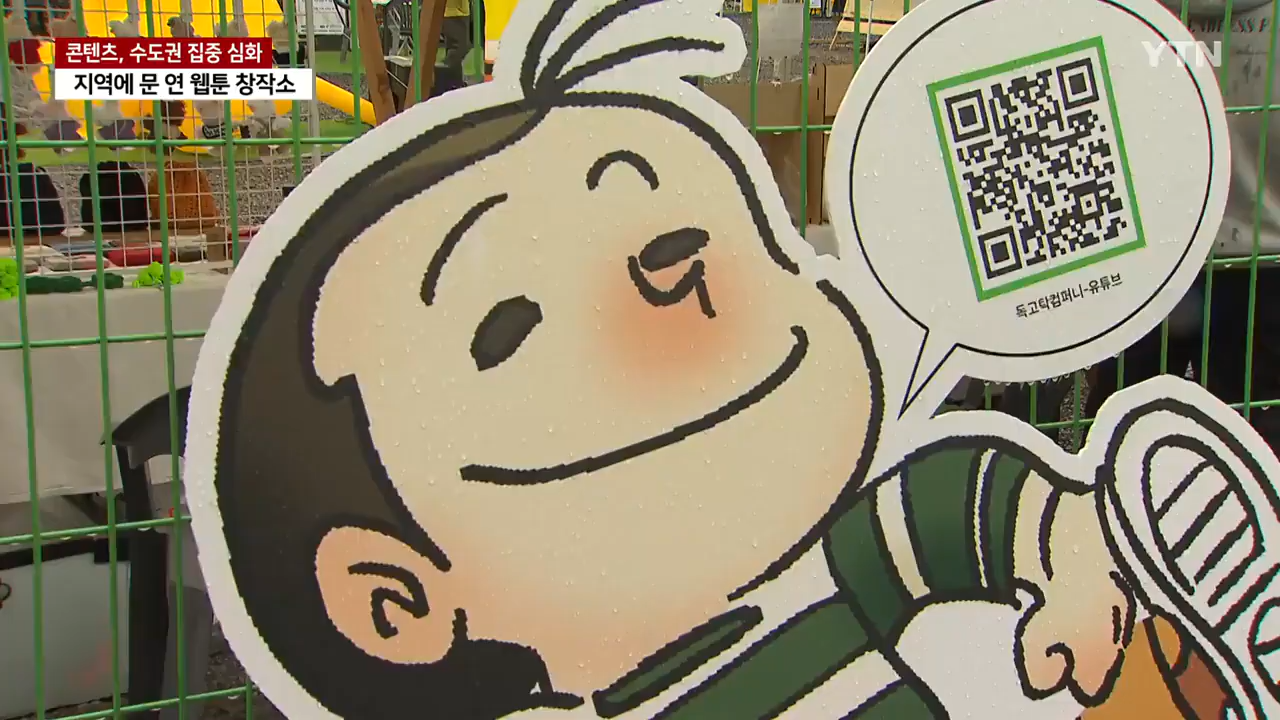 콘텐츠, 수도권 집중 심화
지역에 문 연 웹툰 창작소
YTN
독고탁컴퍼니-유튜브
YTN